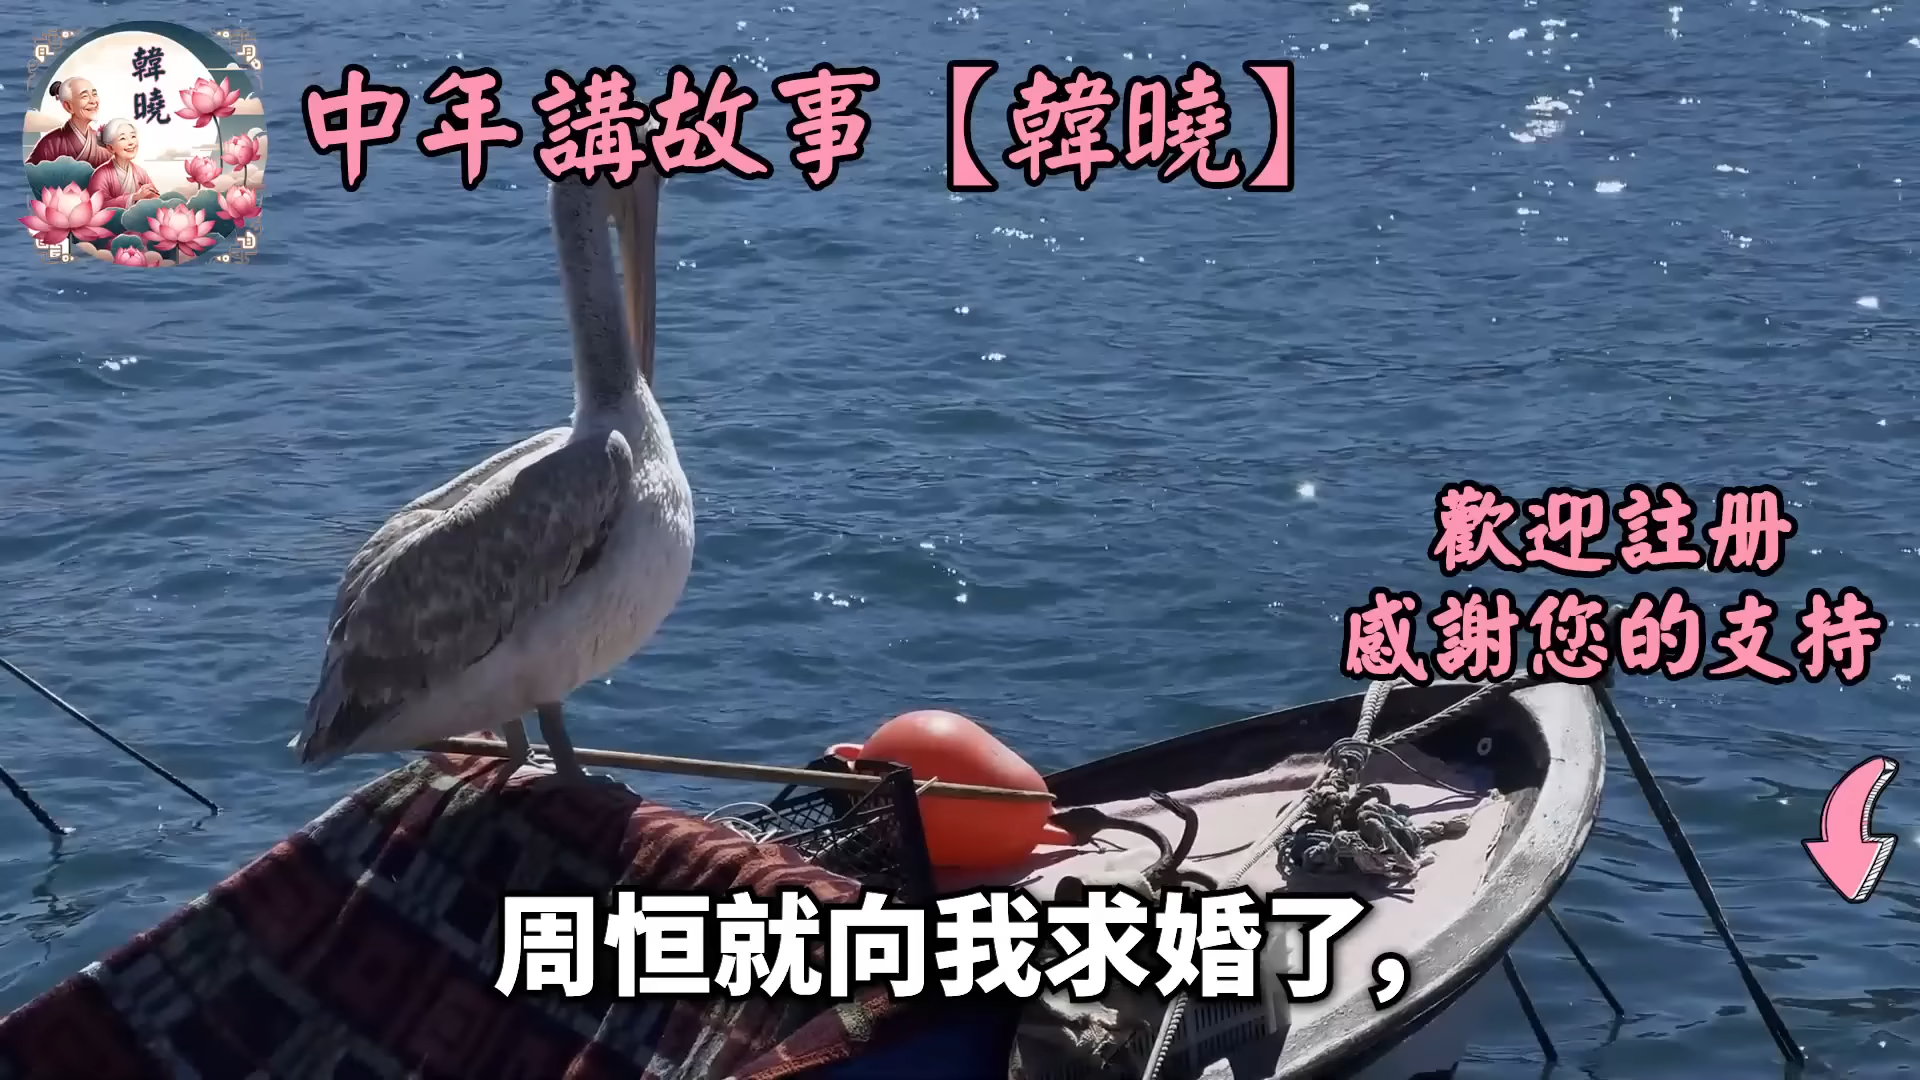 韓曉
中年講故事【韓曉】
歡迎註册
感謝您的支持
周恒就向我求婚了,